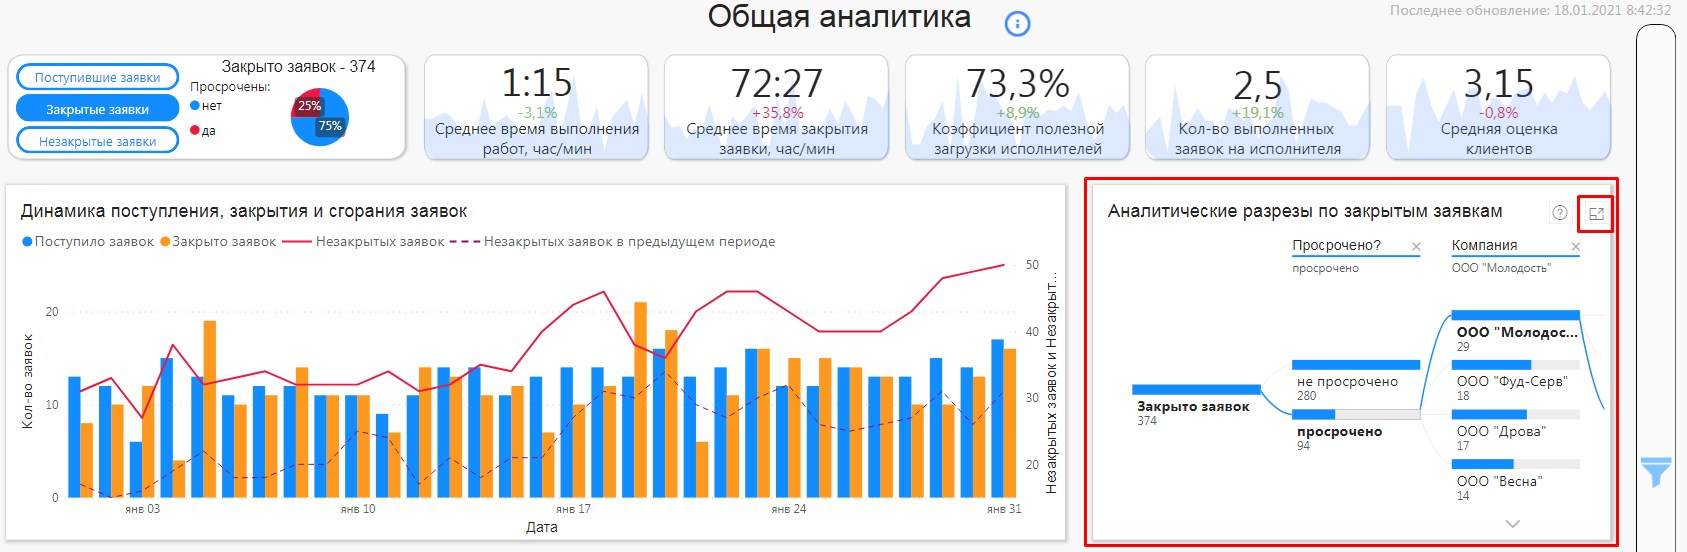 Общая аналитика
Последнее обновление: 18.01.2021 8:42:32
Поступившие заявки
Закрытые заявки
Незакрытые заявки
Закрыто заявок - 374
Просрочены:
нет
да
25%
75%
1:15
-3,1%
Среднее время выполнения
работ, час/мин
72:27
+35,8%
Среднее время закрытия
заявки, час/мин
73,3%
+8,9%
Коэффициент полезной
загрузки исполнителей
2,5
+19,1%
Кол-во выполненных
заявок на исполнителя
3,15
-0,8%
Средняя оценка
клиентов
Динамика поступления, закрытия и сгорания заявок
Поступило заявок Закрыто заявок Незакрытых заявок Незакрытых заявок в предыдущем периоде
Кол-во заявок
20
10
0
50
40
30
20
Незакрытых заявок и Незакрыт...
янв 03 янв 10 янв 17 янв 24 янв 31
Дата
Аналитические разрезы по закрытым заявкам
?
Просрочено? ×
просрочено
Компания ×
ООО "Молодость"
Закрыто заявок
374
не просрочено
280
просрочено
94
ООО "Молодос...
29
ООО "Фуд-Серв"
18
ООО "Дрова"
17
ООО "Весна"
14